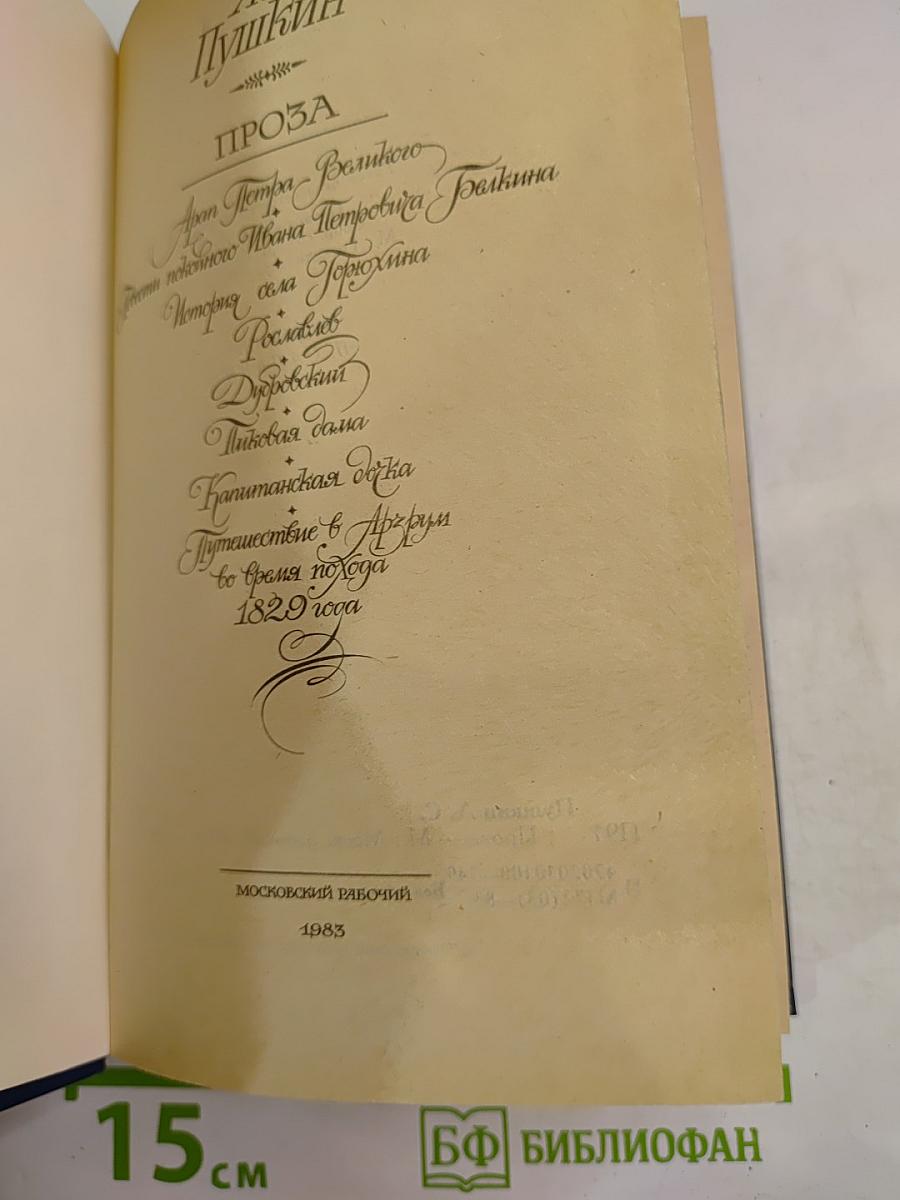 Пушкин
ПРОЗА
Арап Петра Великого
Повести покойного Ивана Петровича Белкина
История села Горюхина
Рославлев
Дубровский
Пиковая дама
Капитанская дочка
Путешествие в Арзрум
во время похода
1829 года
МОСКОВСКИЙ РАБОЧИЙ
1983
15 см
БФ БИБЛИОФАН